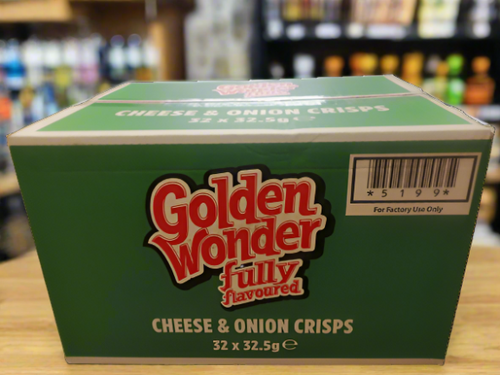 CHEESE & ONION CRISPS
32 x 32.5g e
*5199*
For Factory Use Only
Golden
Wonder
fully
flavoured
CHEESE & ONION CRISPS
32 x 32.5g ℮